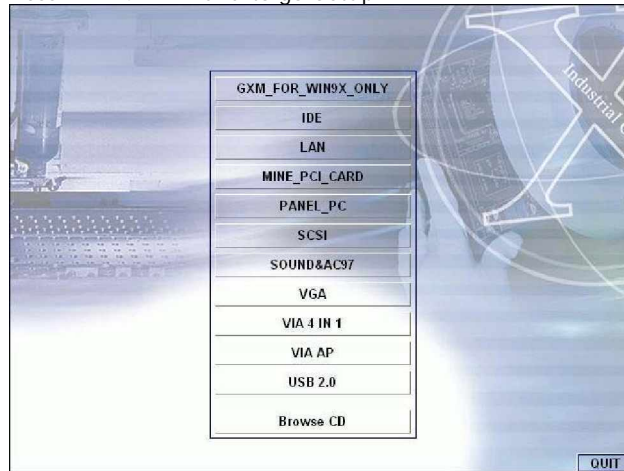 GXM_FOR_WIN9X_ONLY
IDE
LAN
MINE_PCI_CARD
PANEL_PC
SCSI
SOUND&AC97
VGA
VIA 4 IN 1
VIA AP
USB 2.0
Browse CD
Industrial
QUIT